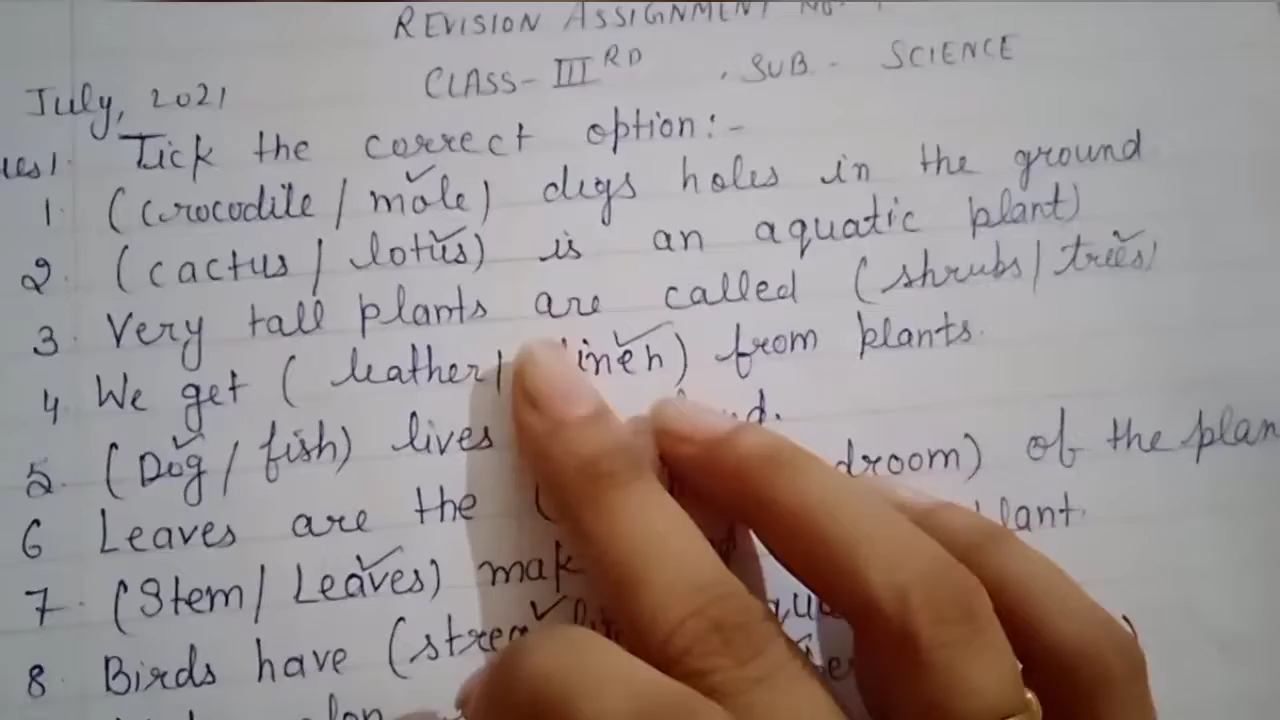 REVISION ASSIGNMENT NO.
CLASS-III RD . SUB - SCIENCE
July, 2021
Tick the correct option:-
1. (crocodile / mole) digs holes in the ground
2. (cactus / lotus) is an aquatic plant)
3. Very tall plants are called (shrubs / trees)
4 We get ( leather / linen) from plants.
5. (Dog / fish) lives
6 Leaves are the ( droom) of the plan
7. (Stem / Leaves) mak lant.
8. Birds have (strea